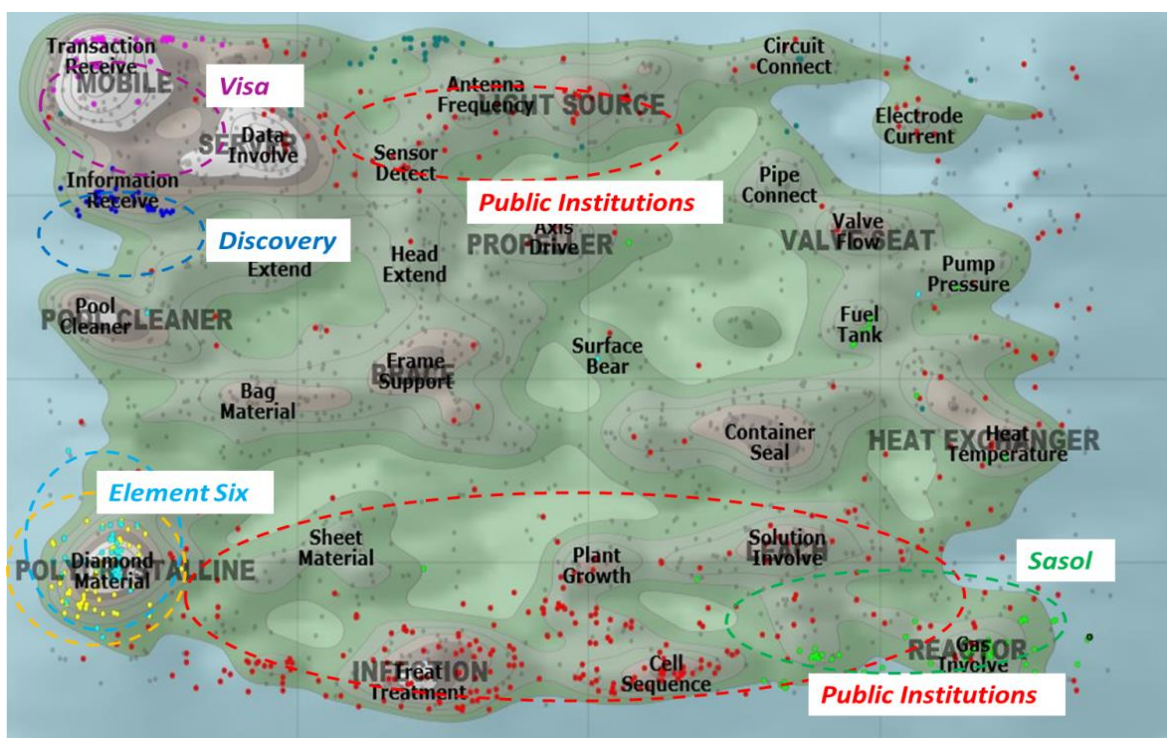 Transaction
Receive
MOBILE
Visa
Data
Involve
SERVER
Information
Receive
Discovery
Antenna
Frequency
LIGHT SOURCE
Sensor
Detect
Public Institutions
Circuit
Connect
Electrode
Current
Pipe
Connect
Axis
Drive
PROPELLER
Valve
Flow
VALVE SEAT
Extend
Head
Extend
Pump
Pressure
Pool
Cleaner
POOL CLEANER
Fuel
Tank
Surface
Bear
Frame
Support
BRACE
Bag
Material
Container
Seal
HEAT EXCHANGER
Heat
Temperature
Element Six
Diamond
Material
Sheet
Material
Plant
Growth
Solution
Involve
LEACH
Sasol
Treat
Treatment
INFECTION
Cell
Sequence
REACTOR
Gas
Involve
Public Institutions